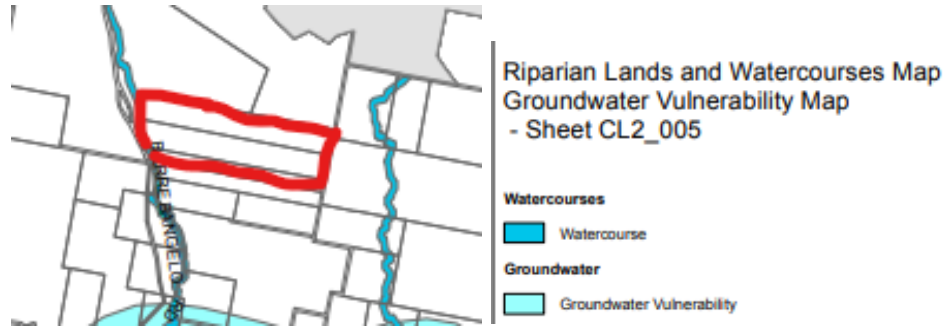 Riparian Lands and Watercourses Map
Groundwater Vulnerability Map
- Sheet CL2_005
Watercourses
Watercourse
Groundwater
Groundwater Vulnerability